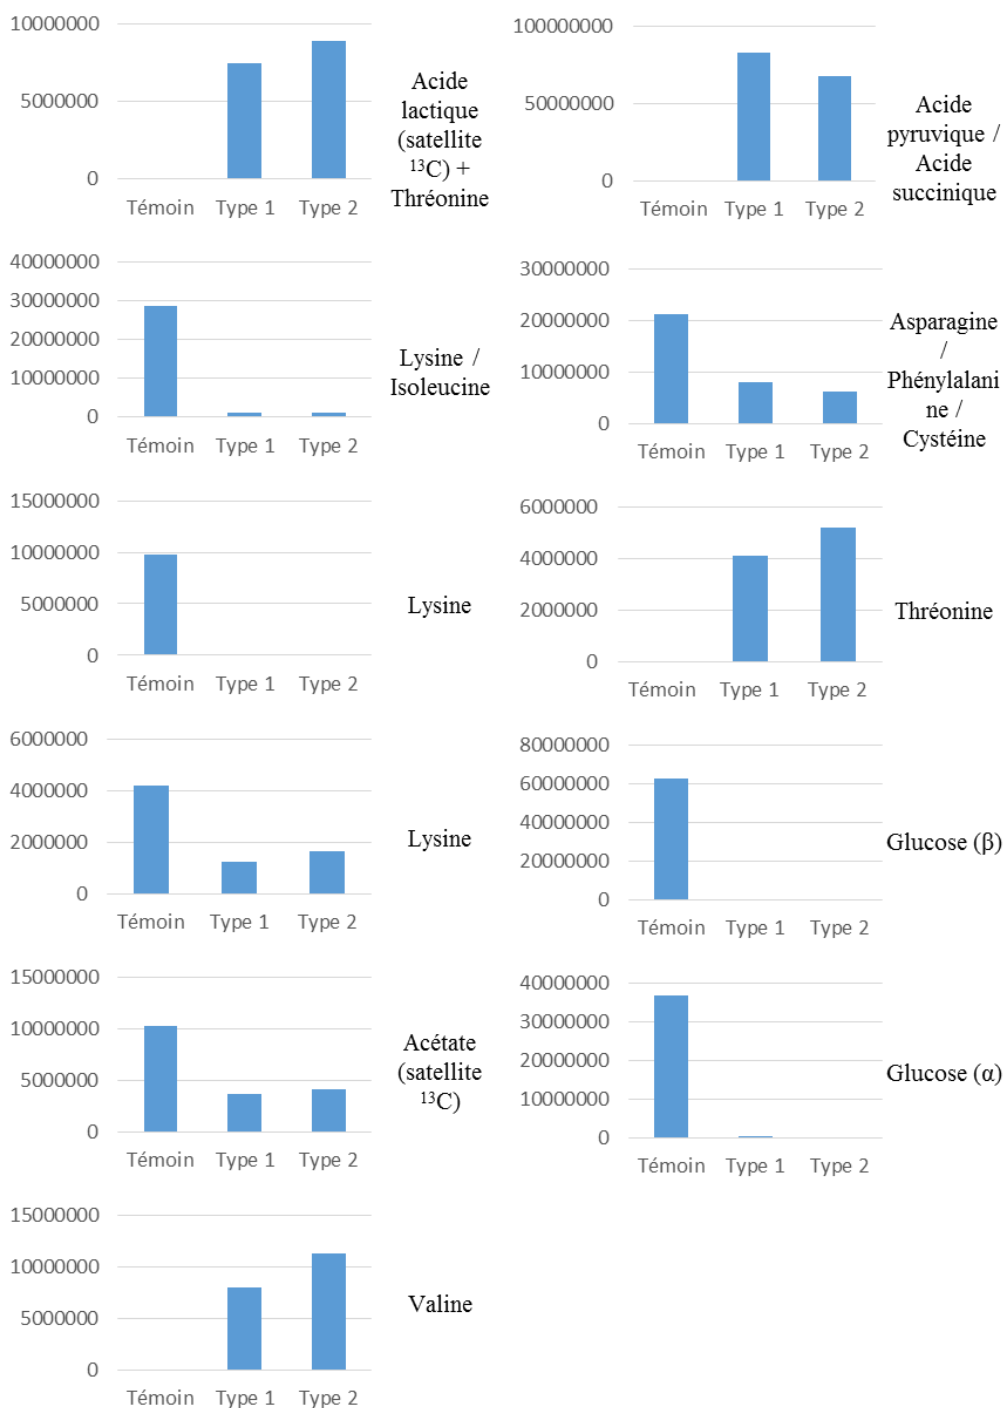 10000000
5000000
0
Témoin Type 1 Type 2
Acide
lactique
(satellite
¹³C) +
Thréonine
100000000
50000000
0
Témoin Type 1 Type 2
Acide
pyruvique /
Acide
succinique
40000000
30000000
20000000
10000000
0
Témoin Type 1 Type 2
Lysine /
Isoleucine
30000000
20000000
10000000
0
Témoin Type 1 Type 2
Asparagine
/
Phénylalani
ne /
Cystéine
15000000
10000000
5000000
0
Témoin Type 1 Type 2
Lysine
6000000
4000000
2000000
0
Témoin Type 1 Type 2
Thréonine
6000000
4000000
2000000
0
Témoin Type 1 Type 2
Lysine
80000000
60000000
40000000
20000000
0
Témoin Type 1 Type 2
Glucose (β)
15000000
10000000
5000000
0
Témoin Type 1 Type 2
Acétate
(satellite
¹³C)
40000000
30000000
20000000
10000000
0
Témoin Type 1 Type 2
Glucose (α)
15000000
10000000
5000000
0
Témoin Type 1 Type 2
Valine